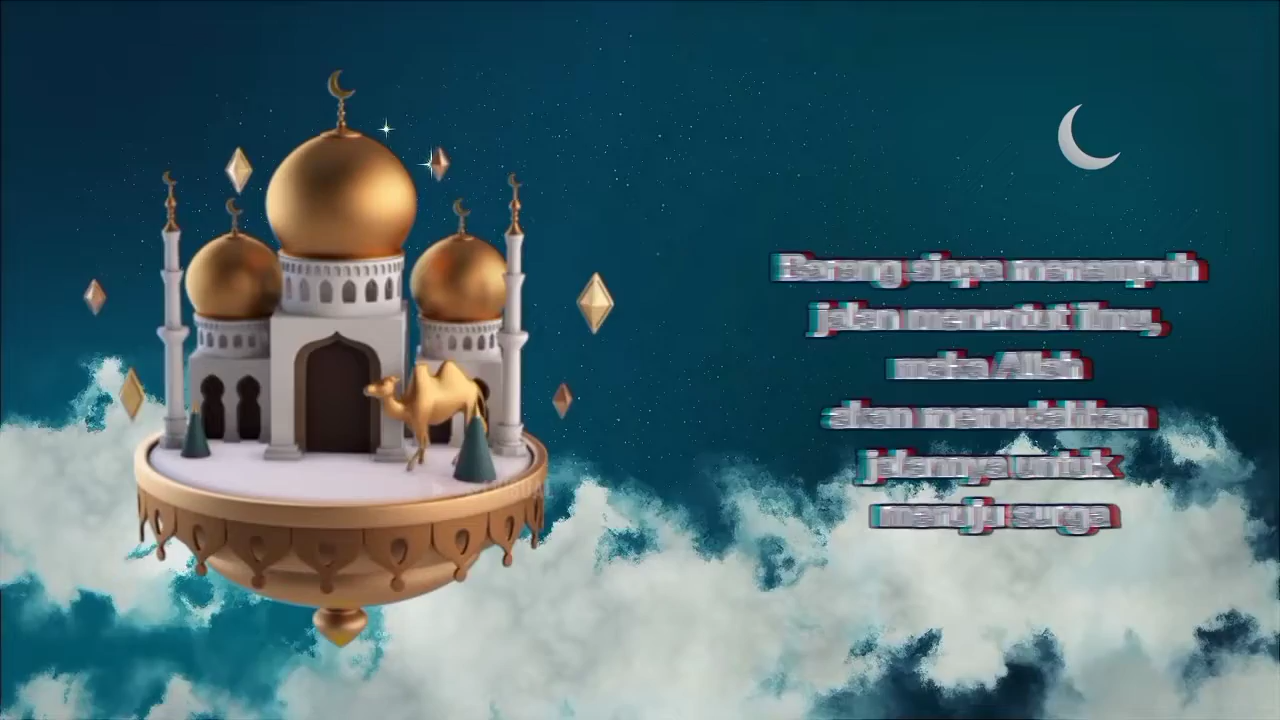 Barang siapa menempuh
jalan menuntut ilmu,
maka Allah
akan memudahkan
jalannya untuk
menuju surga